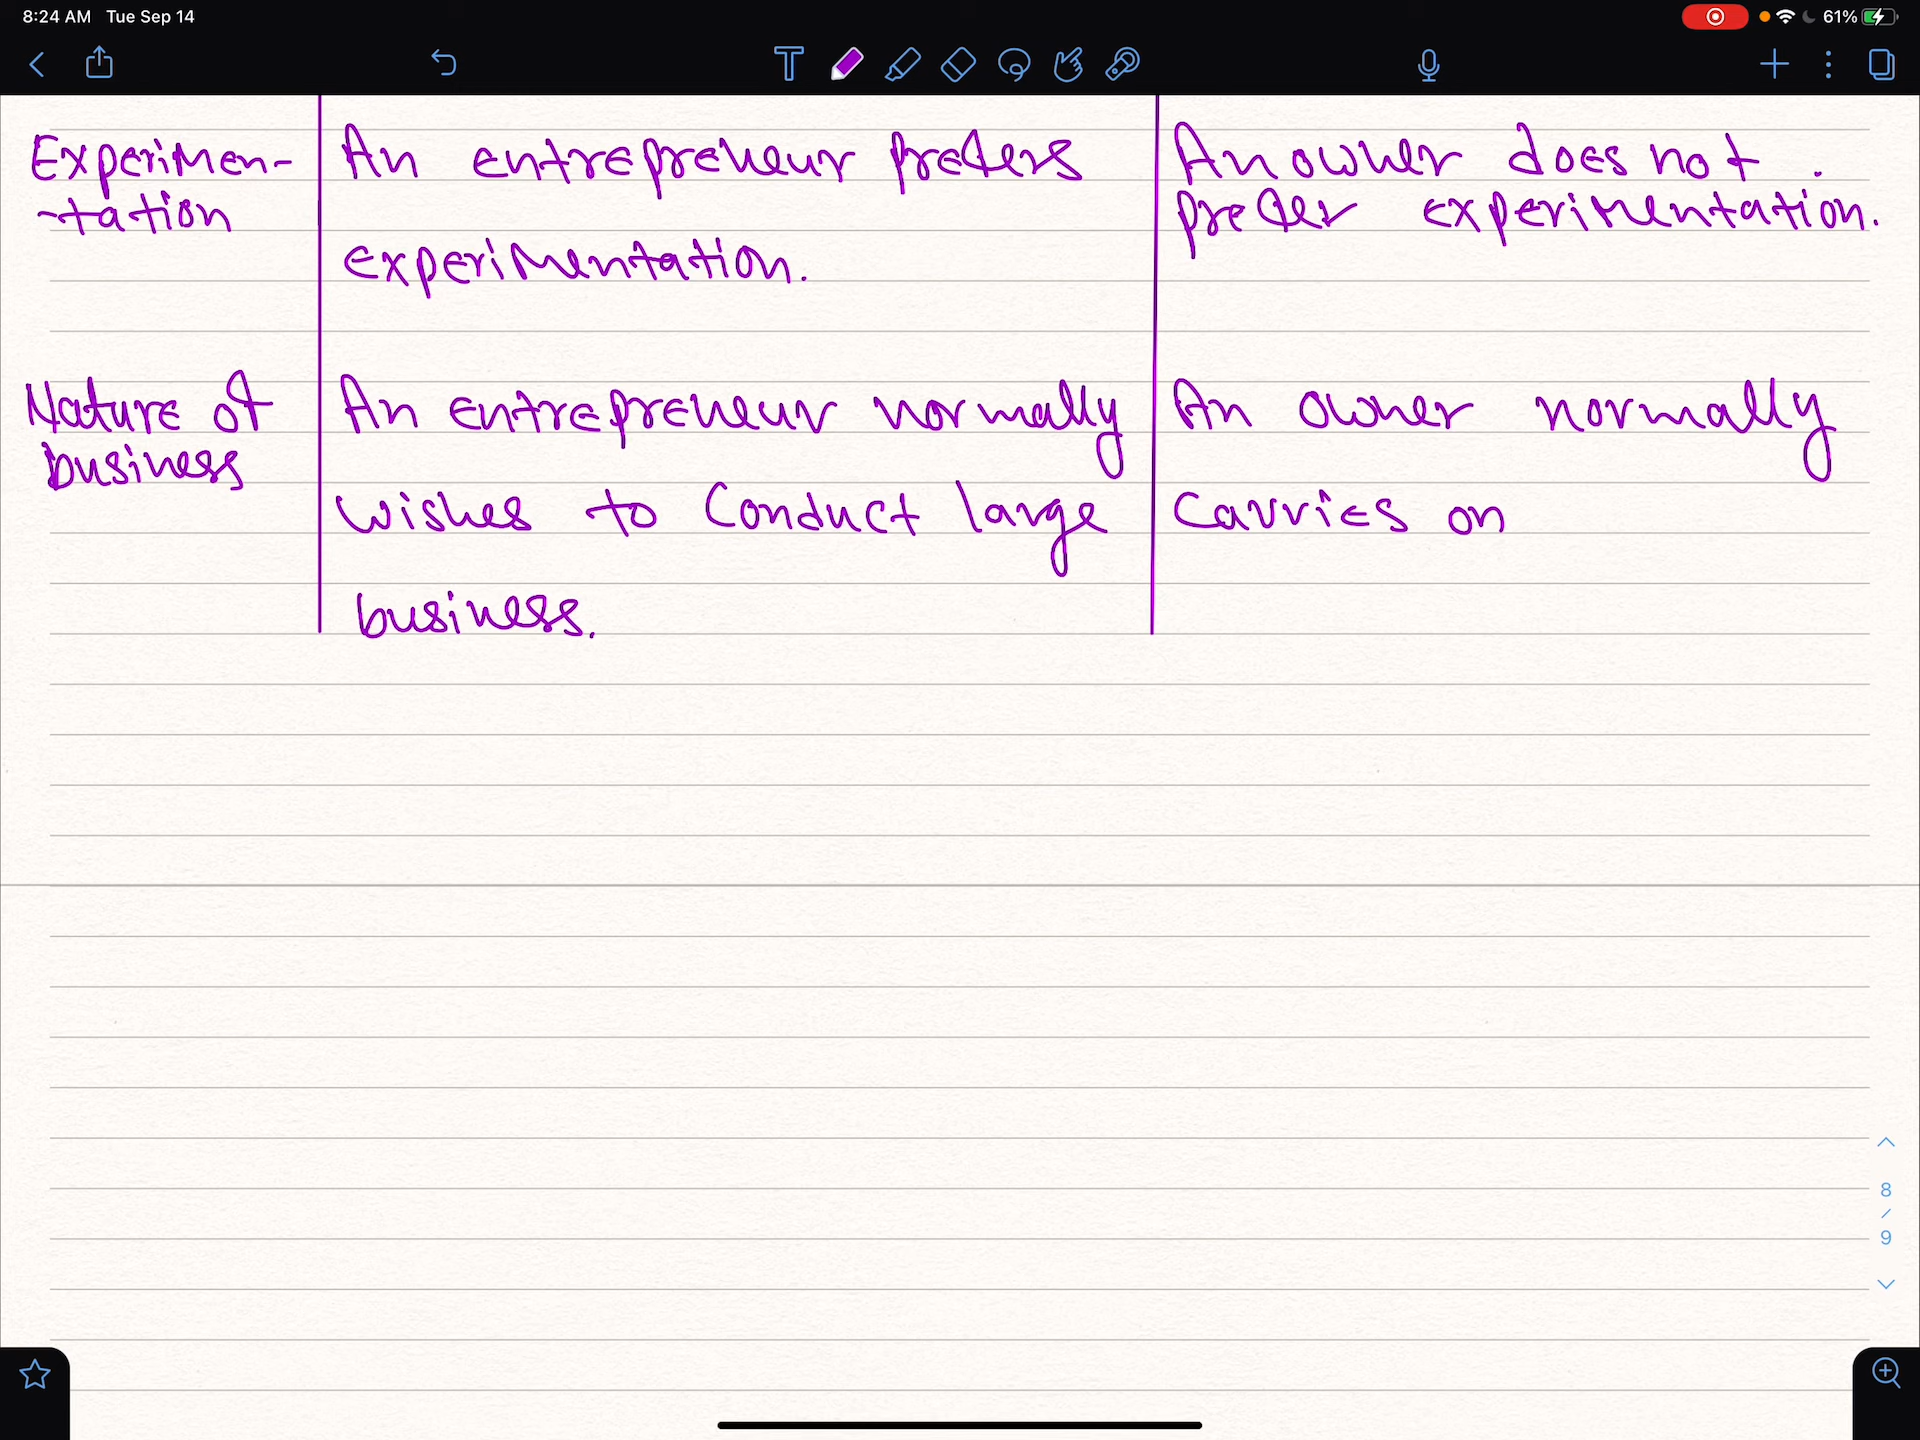 8:24 AM Tue Sep 14
61%
Experimen-
-tation
An entrepreneur prefers
experimentation.
An owner does not
prefer experimentation.
Nature of
business
An entrepreneur normally
wishes to conduct large
business.
An owner normally
carries on
8
/
9